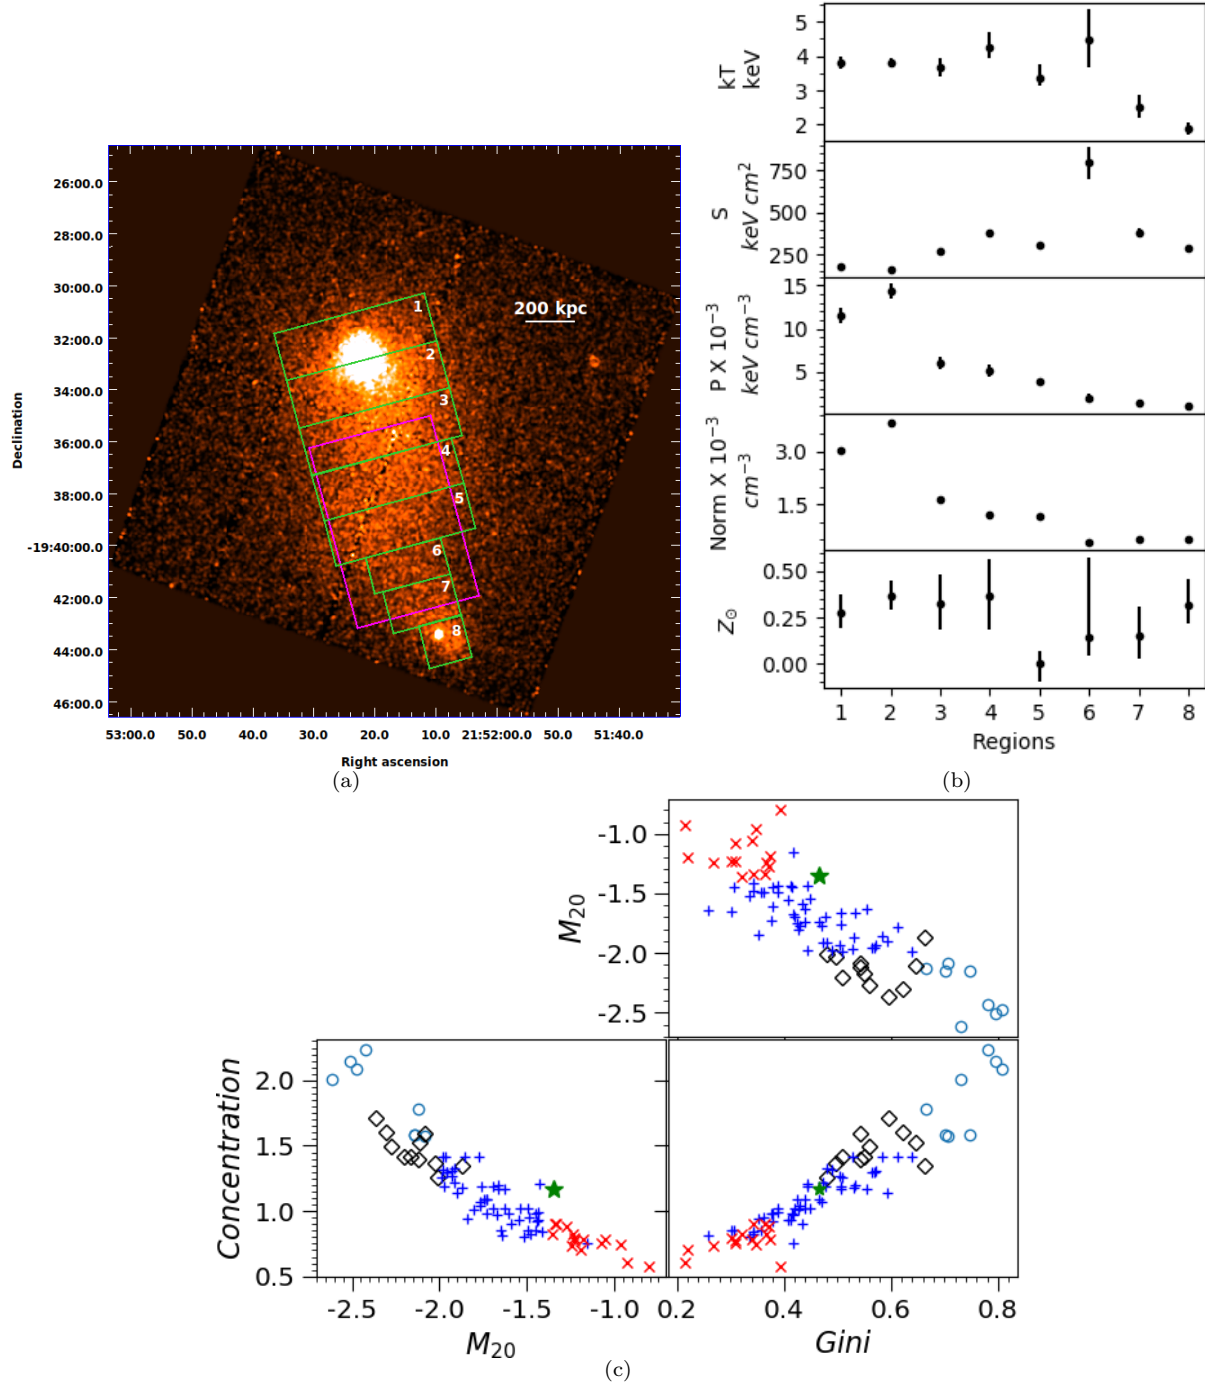 26:00.0
28:00.0
30:00.0
32:00.0
34:00.0
36:00.0
38:00.0
-19:40:00.0
42:00.0
44:00.0
46:00.0
Declination
200 kpc
1
2
3
4
5
6
7
8
53:00.0 50.0 40.0 30.0 20.0 10.0 21:52:00.0 50.0 51:40.0
Right ascension
(a)
kT
keV
5
4
3
2
S
keV cm²
750
500
250
P X 10⁻³
keV cm⁻³
15
10
5
Norm X 10⁻³
cm⁻³
3.0
1.5
Z⊙
0.50
0.25
0.00
1 2 3 4 5 6 7 8
Regions
(b)
M₂₀
-1.0
-1.5
-2.0
-2.5
Concentration
2.0
1.5
1.0
0.5
-2.5 -2.0 -1.5 -1.0 0.2 0.4 0.6 0.8
M₂₀ Gini
(c)